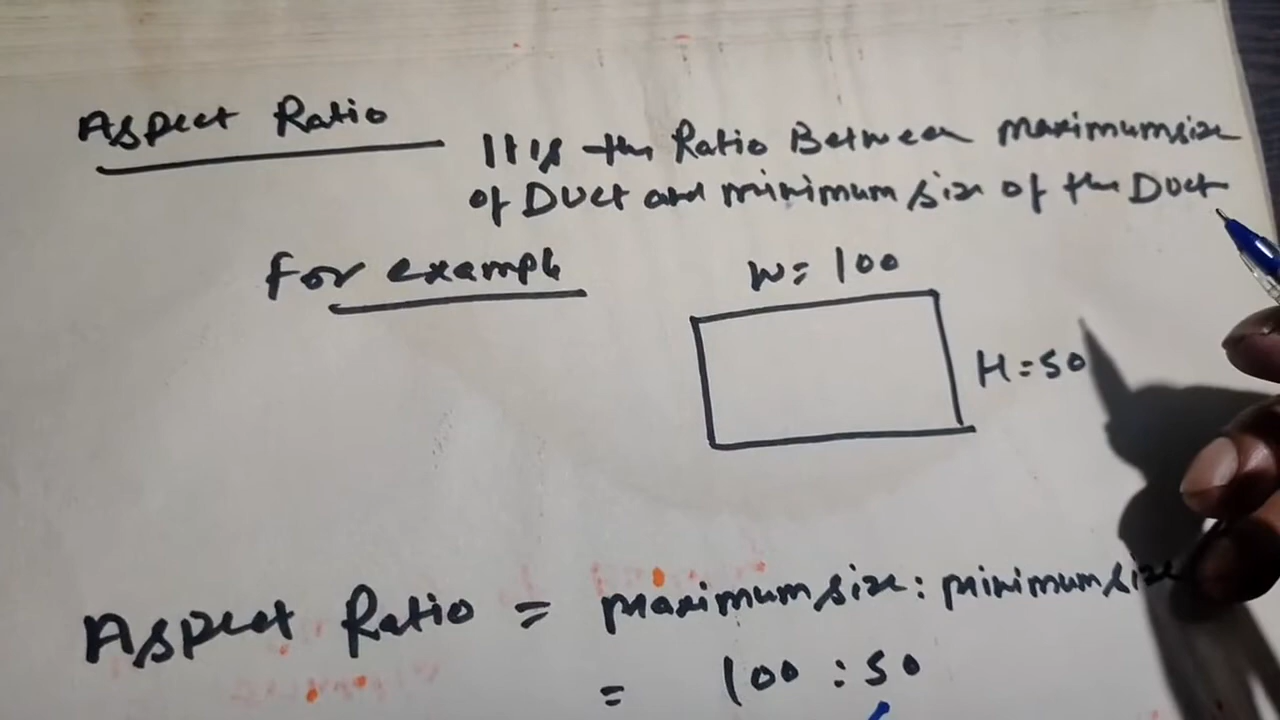 Aspect Ratio
It is the Ratio Between maximum size
of Duct and minimum size of the Duct
for example
W= 100
H=50
Aspect Ratio = maximum size: minimum size
= 100 : 50